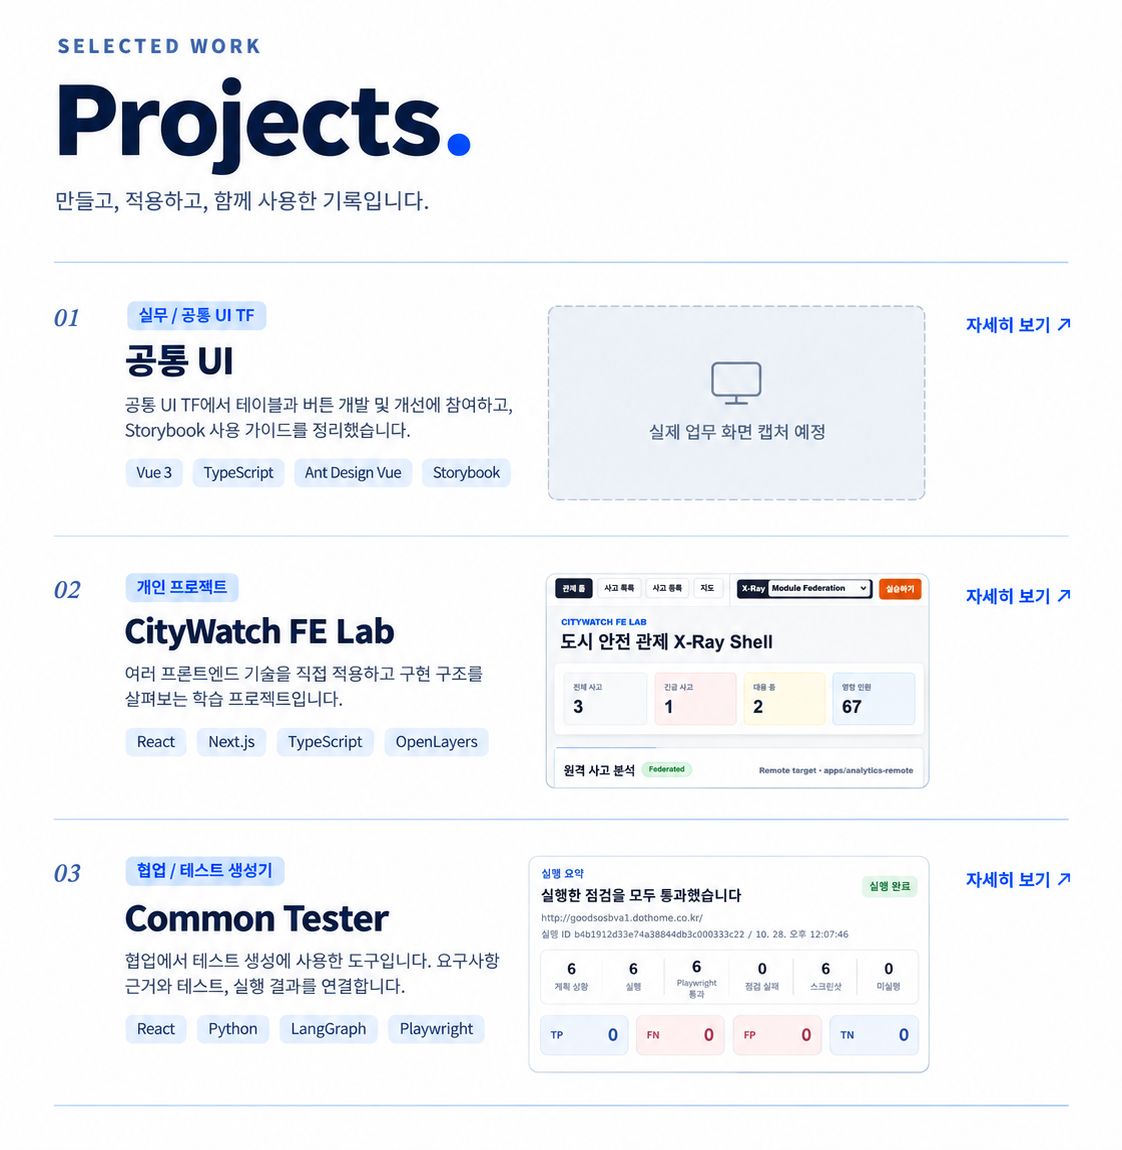 SELECTED WORK
Projects.
만들고, 적용하고, 함께 사용한 기록입니다.
01
실무 / 공통 UI TF
공통 UI
공통 UI TF에서 테이블과 버튼 개발 및 개선에 참여하고,
Storybook 사용 가이드를 정리했습니다.
Vue 3 TypeScript Ant Design Vue Storybook
실제 업무 화면 캡처 예정
자세히 보기 ↗
02
개인 프로젝트
CityWatch FE Lab
여러 프론트엔드 기술을 직접 적용하고 구현 구조를
살펴보는 학습 프로젝트입니다.
React Next.js TypeScript OpenLayers
관제 홈 사고 목록 사고 등록 지도 X-Ray Module Federation 실습하기
CITYWATCH FE LAB
도시 안전 관제 X-Ray Shell
전체 사고 긴급 사고 대응 중 영향 인원
3 1 2 67
원격 사고 분석 Federated Remote target • apps/analytics-remote
자세히 보기 ↗
03
협업 / 테스트 생성기
Common Tester
협업에서 테스트 생성에 사용한 도구입니다. 요구사항
근거와 테스트, 실행 결과를 연결합니다.
React Python LangGraph Playwright
실행 요약
실행한 점검을 모두 통과했습니다
실행 완료
http://goodsosbva1.dothome.co.kr/
실행 ID b4b1912d33e74a38844db3c000333c22 / 10. 28. 오후 12:07:46
6 6 6 0 6 0
계획 상황 실행 Playwright 통과 점검 실패 스크린샷 미실행
TP 0 FN 0 FP 0 TN 0
자세히 보기 ↗